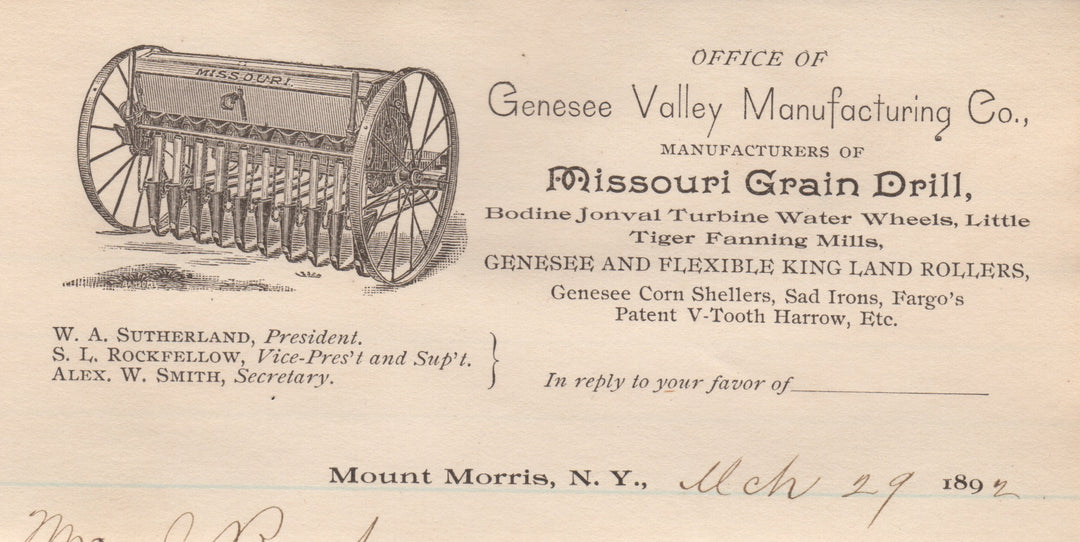 MISSOURI.
OFFICE OF
Genesee Valley Manufacturing Co.,
MANUFACTURERS OF
Missouri Grain Drill,
Bodine Jonval Turbine Water Wheels, Little
Tiger Fanning Mills,
GENESEE AND FLEXIBLE KING LAND ROLLERS,
Genesee Corn Shellers, Sad Irons, Fargo's
Patent V-Tooth Harrow, Etc.
W. A. SUTHERLAND, President.
S. L. ROCKFELLOW, Vice-Pres't and Sup't.
ALEX. W. SMITH, Secretary.
In reply to your favor of
Mount Morris, N. Y., Mch 29 1892